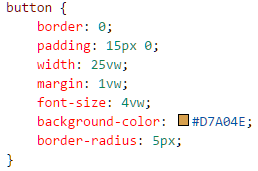 button {
border: 0;
padding: 15px 0;
width: 25vw;
margin: 1vw;
font-size: 4vw;
background-color: #D7A04E;
border-radius: 5px;
}